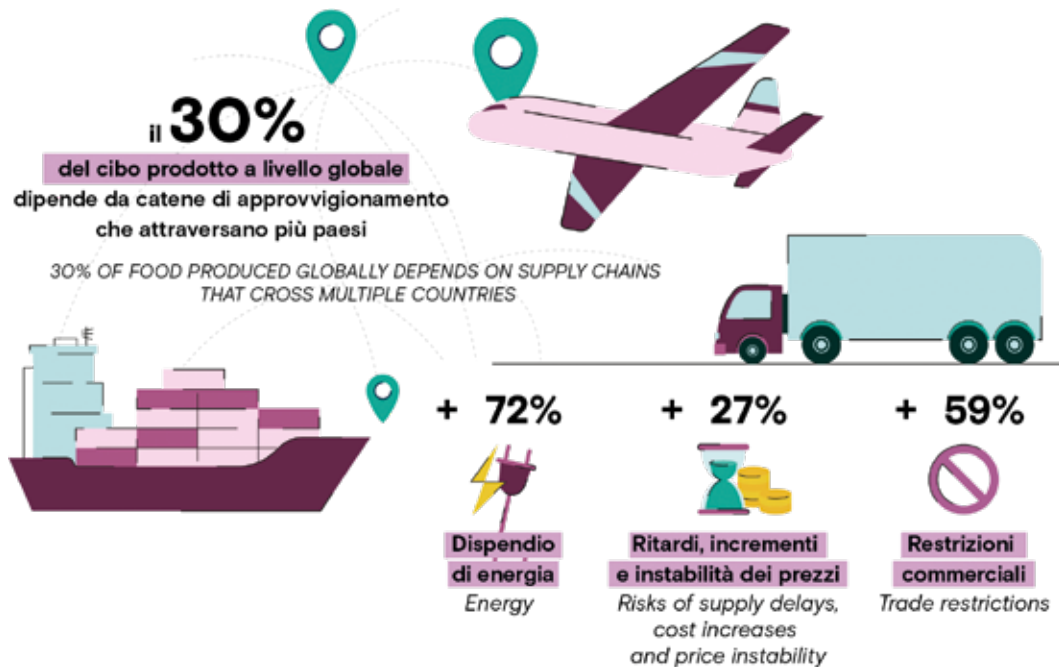 il 30%
del cibo prodotto a livello globale
dipende da catene di approvvigionamento
che attraversano più paesi
30% OF FOOD PRODUCED GLOBALLY DEPENDS ON SUPPLY CHAINS
THAT CROSS MULTIPLE COUNTRIES
+ 72%
Dispendio
di energia
Energy
+ 27%
Ritardi, incrementi
e instabilità dei prezzi
Risks of supply delays,
cost increases
and price instability
+ 59%
Restrizioni
commerciali
Trade restrictions